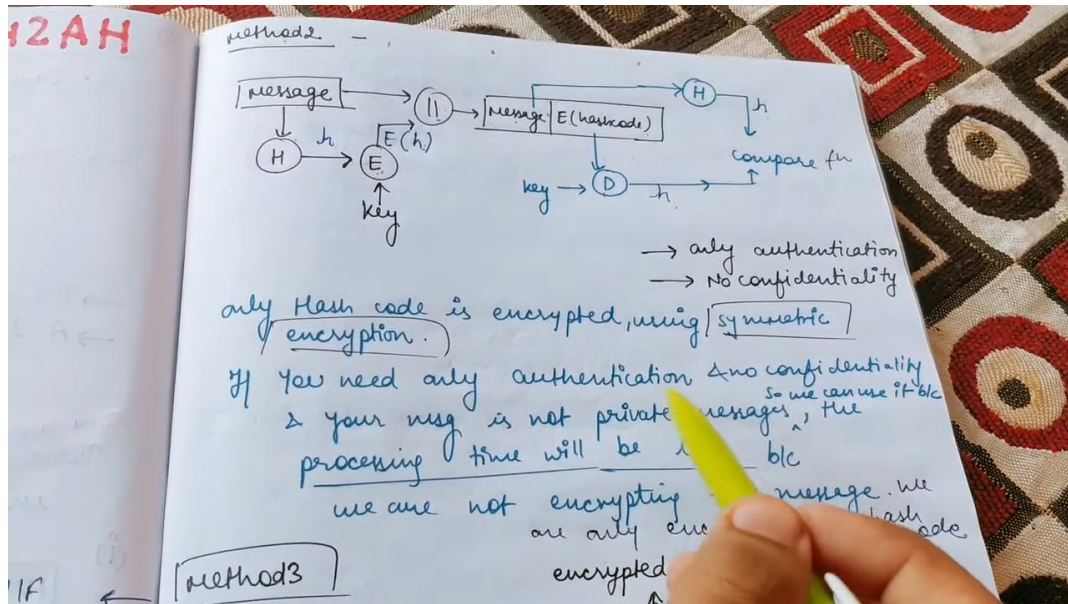 H2AH
Method2 -
Message
||
Message
E(hashcode)
H
h
H
h
E
E(h)
Key
Key
D
h
compare fn
→ only authentication
→ No confidentiality
only Hash code is encrypted, using symmetric
encryption.
If You need only authentication & no confidentiality
so we can use it b/c
& your msg is not private messages, the
processing time will be b/c
we are not encrypting message. we
are only hash code
encrypted
Method3